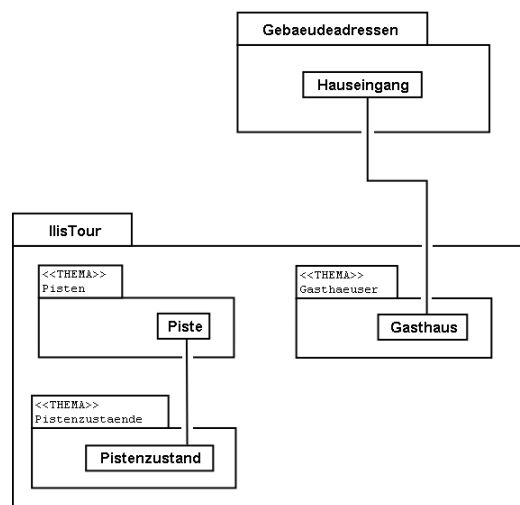 Gebaeudeadressen
Hauseingang
IlisTour
<<THEMA>>
Pisten
Piste
<<THEMA>>
Gasthaeuser
Gasthaus
<<THEMA>>
Pistenzustaende
Pistenzustand